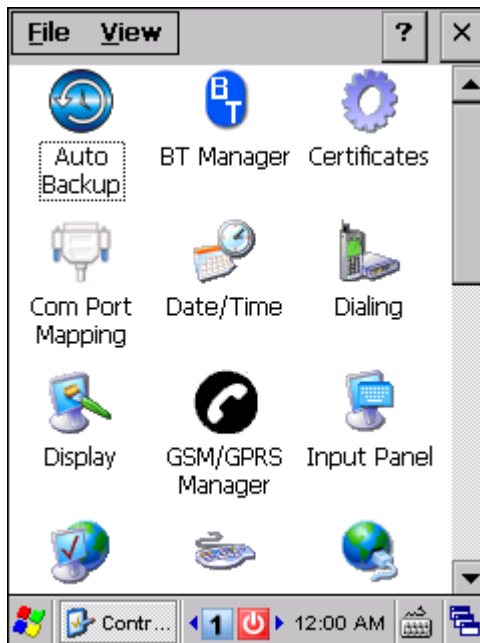 File View ? ×
B
T
Auto BT Manager Certificates
Backup
Com Port Date/Time Dialing
Mapping
Display GSM/GPRS Input Panel
Manager
Contr... 1 12:00 AM